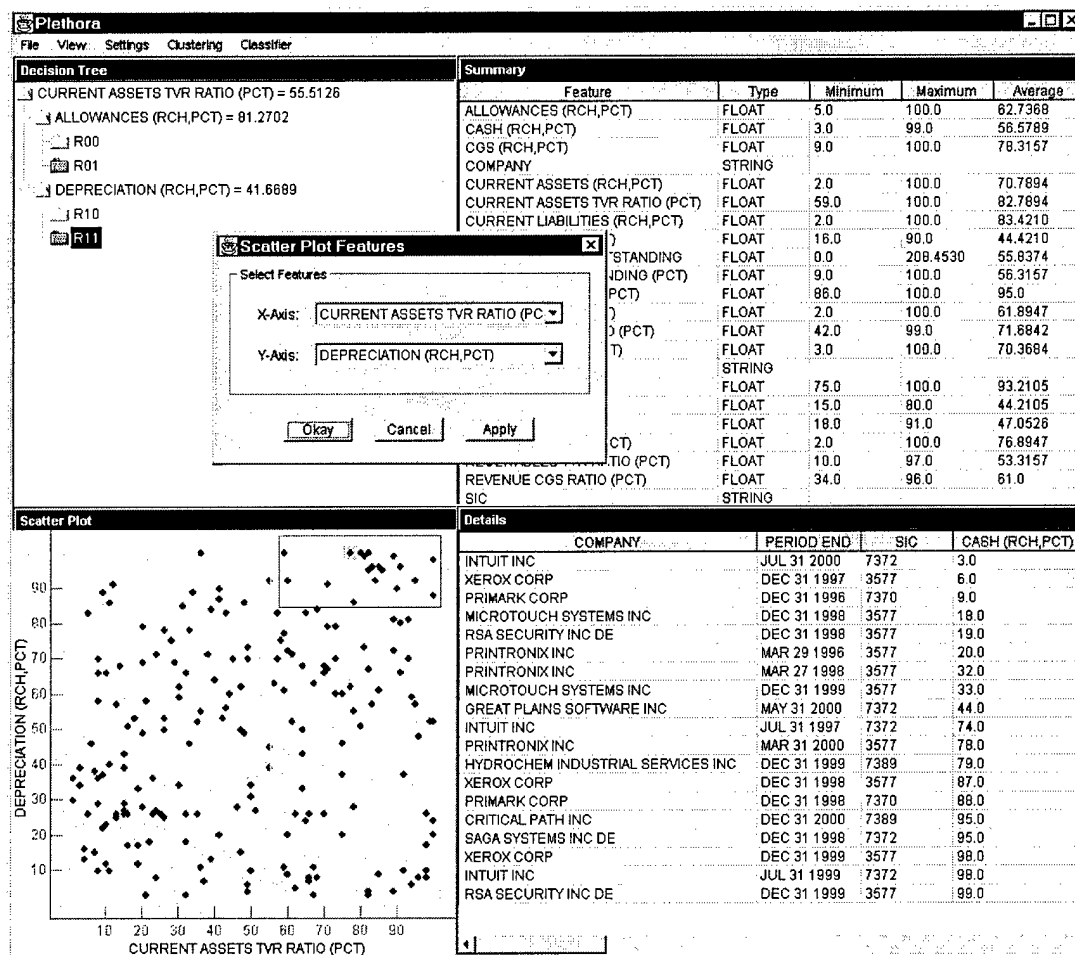 Plethora
File View Settings Clustering Classifier
Decision Tree
CURRENT ASSETS TVR RATIO (PCT) = 55.5126
ALLOWANCES (RCH,PCT) = 81.2702
R00
R01
DEPRECIATION (RCH,PCT) = 41.6689
R10
R11
Summary
Feature Type Minimum Maximum Average
ALLOWANCES (RCH,PCT) FLOAT 5.0 100.0 62.7368
CASH (RCH,PCT) FLOAT 3.0 99.0 56.5789
CGS (RCH,PCT) FLOAT 9.0 100.0 78.3157
COMPANY STRING
CURRENT ASSETS (RCH,PCT) FLOAT 2.0 100.0 70.7894
CURRENT ASSETS TVR RATIO (PCT) FLOAT 59.0 100.0 82.7894
CURRENT LIABILITIES (RCH,PCT) FLOAT 2.0 100.0 83.4210
) FLOAT 16.0 90.0 44.4210
TSTANDING FLOAT 0.0 208.4530 55.8374
NDING (PCT) FLOAT 9.0 100.0 56.3157
PCT) FLOAT 86.0 100.0 95.0
) FLOAT 2.0 100.0 61.8947
O (PCT) FLOAT 42.0 99.0 71.6842
T) FLOAT 3.0 100.0 70.3684
STRING
FLOAT 75.0 100.0 93.2105
FLOAT 15.0 80.0 44.2105
FLOAT 18.0 91.0 47.0526
CT) FLOAT 2.0 100.0 76.8947
TIO (PCT) FLOAT 10.0 97.0 53.3157
REVENUE CGS RATIO (PCT) FLOAT 34.0 96.0 61.0
SIC STRING
Scatter Plot Features
Select Features
X-Axis: CURRENT ASSETS TVR RATIO (PC
Y-Axis: DEPRECIATION (RCH,PCT)
Okay Cancel Apply
Scatter Plot
DEPRECIATION (RCH,PCT)
90
80
70
60
50
40
30
20
10
10 20 30 40 50 60 70 80 90
CURRENT ASSETS TVR RATIO (PCT)
Details
COMPANY PERIOD END SIC CASH (RCH,PCT)
INTUIT INC JUL 31 2000 7372 3.0
XEROX CORP DEC 31 1997 3577 6.0
PRIMARK CORP DEC 31 1996 7370 9.0
MICROTOUCH SYSTEMS INC DEC 31 1998 3577 18.0
RSA SECURITY INC DE DEC 31 1998 3577 19.0
PRINTRONIX INC MAR 29 1996 3577 20.0
PRINTRONIX INC MAR 27 1998 3577 32.0
MICROTOUCH SYSTEMS INC DEC 31 1999 3577 33.0
GREAT PLAINS SOFTWARE INC MAY 31 2000 7372 44.0
INTUIT INC JUL 31 1997 7372 74.0
PRINTRONIX INC MAR 31 2000 3577 78.0
HYDROCHEM INDUSTRIAL SERVICES INC DEC 31 1999 7389 79.0
XEROX CORP DEC 31 1998 3577 87.0
PRIMARK CORP DEC 31 1998 7370 88.0
CRITICAL PATH INC DEC 31 2000 7389 95.0
SAGA SYSTEMS INC DE DEC 31 1998 7372 95.0
XEROX CORP DEC 31 1999 3577 98.0
INTUIT INC JUL 31 1999 7372 98.0
RSA SECURITY INC DE DEC 31 1999 3577 99.0